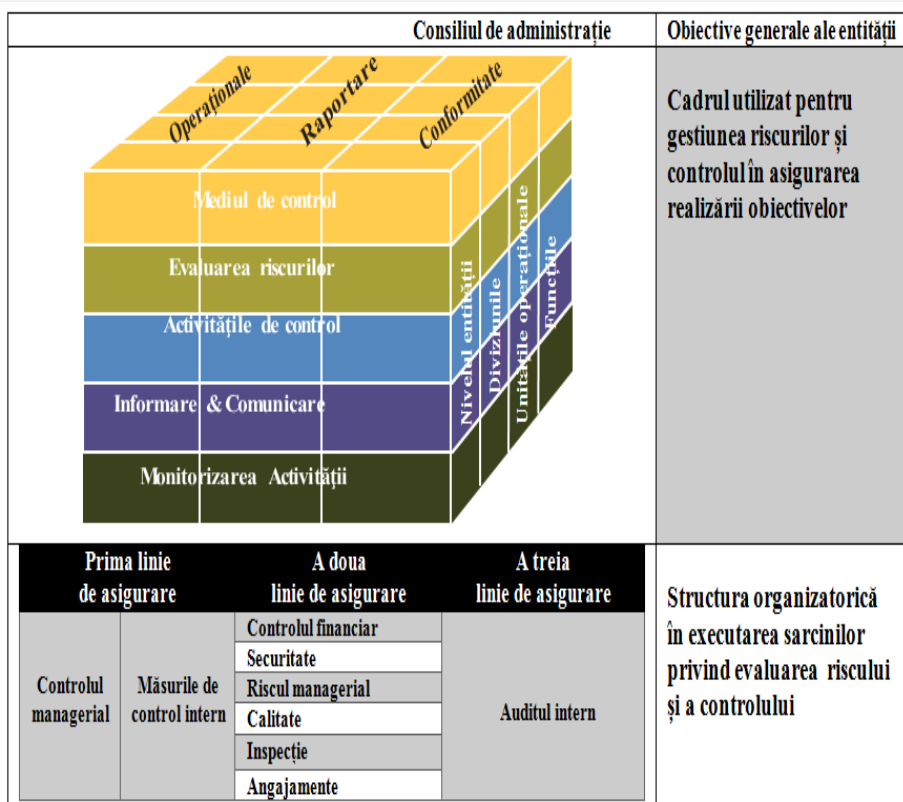 Consiliul de administrație
Obiective generale ale entității
Operaționale
Raportare
Conformitate
Mediul de control
Evaluarea riscurilor
Activitățile de control
Informare & Comunicare
Monitorizarea Activității
Nivelul entității
Diviziunile
Unitațile operaționale
Funcțiile
Cadrul utilizat pentru
gestiunea riscurilor și
controlul în asigurarea
realizării obiectivelor
Prima linie
de asigurare
A doua
linie de asigurare
A treia
linie de asigurare
Controlul
managerial
Măsurile de
control intern
Controlul financiar
Securitate
Riscul managerial
Calitate
Inspecție
Angajamente
Auditul intern
Structura organizatorică
în executarea sarcinilor
privind evaluarea riscului
și a controlului